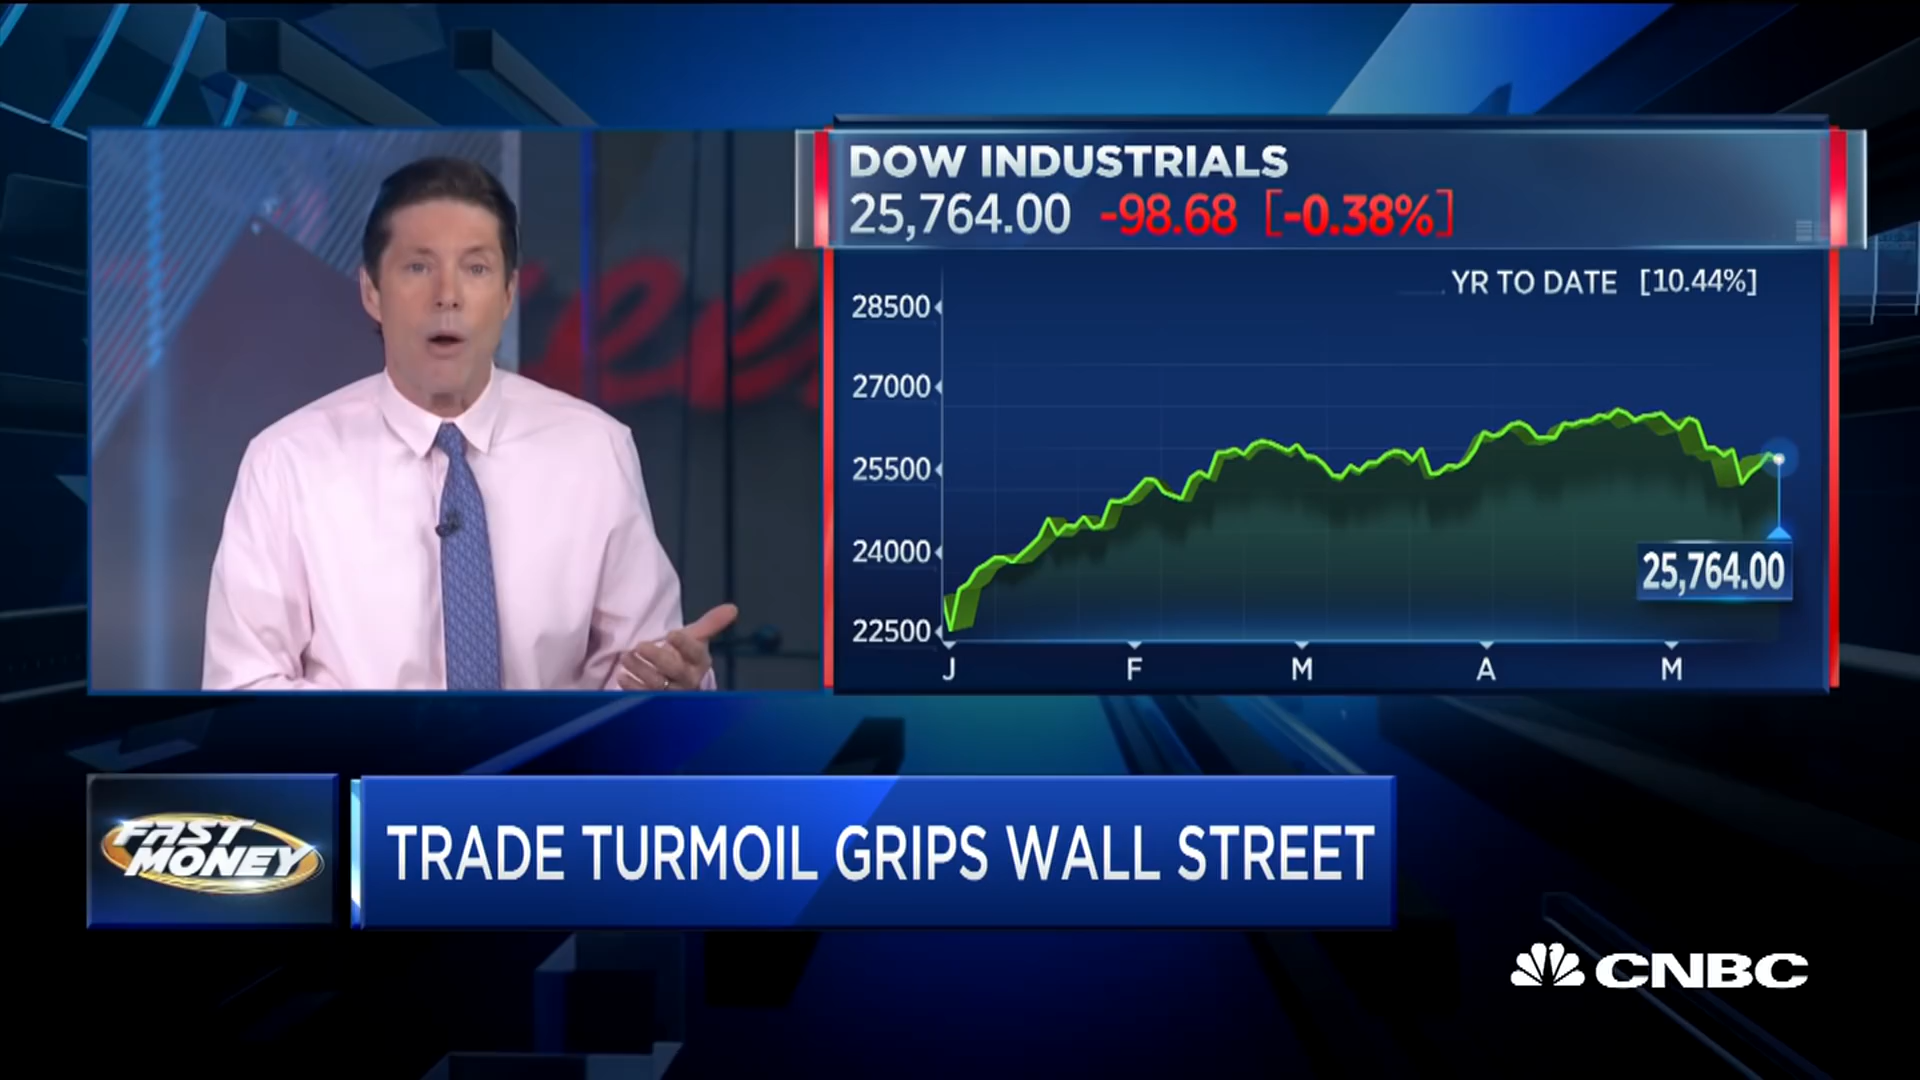 DOW INDUSTRIALS
25,764.00 -98.68 [-0.38%]
YR TO DATE [10.44%]
28500
27000
25500
24000
22500
25,764.00
J F M A M
FAST
MONEY
TRADE TURMOIL GRIPS WALL STREET
CNBC